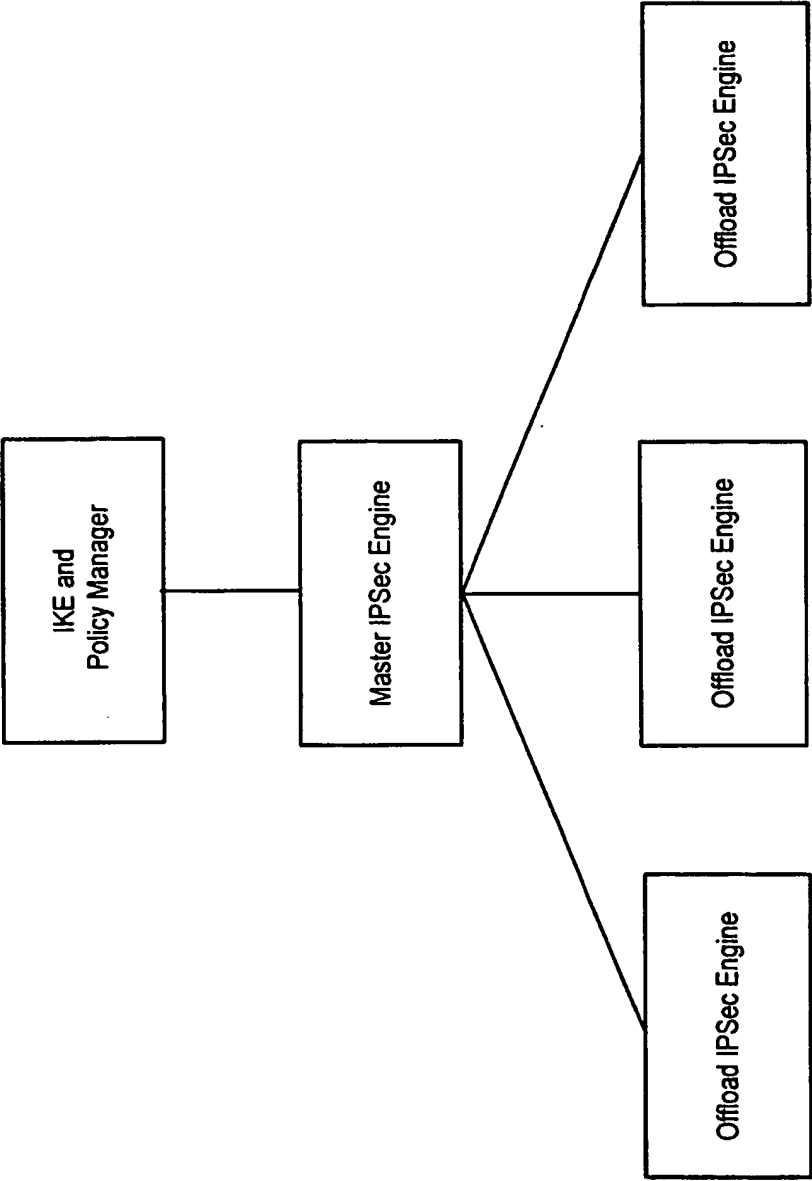 IKE and
Policy Manager
Master IPSec Engine
Offload IPSec Engine
Offload IPSec Engine
Offload IPSec Engine